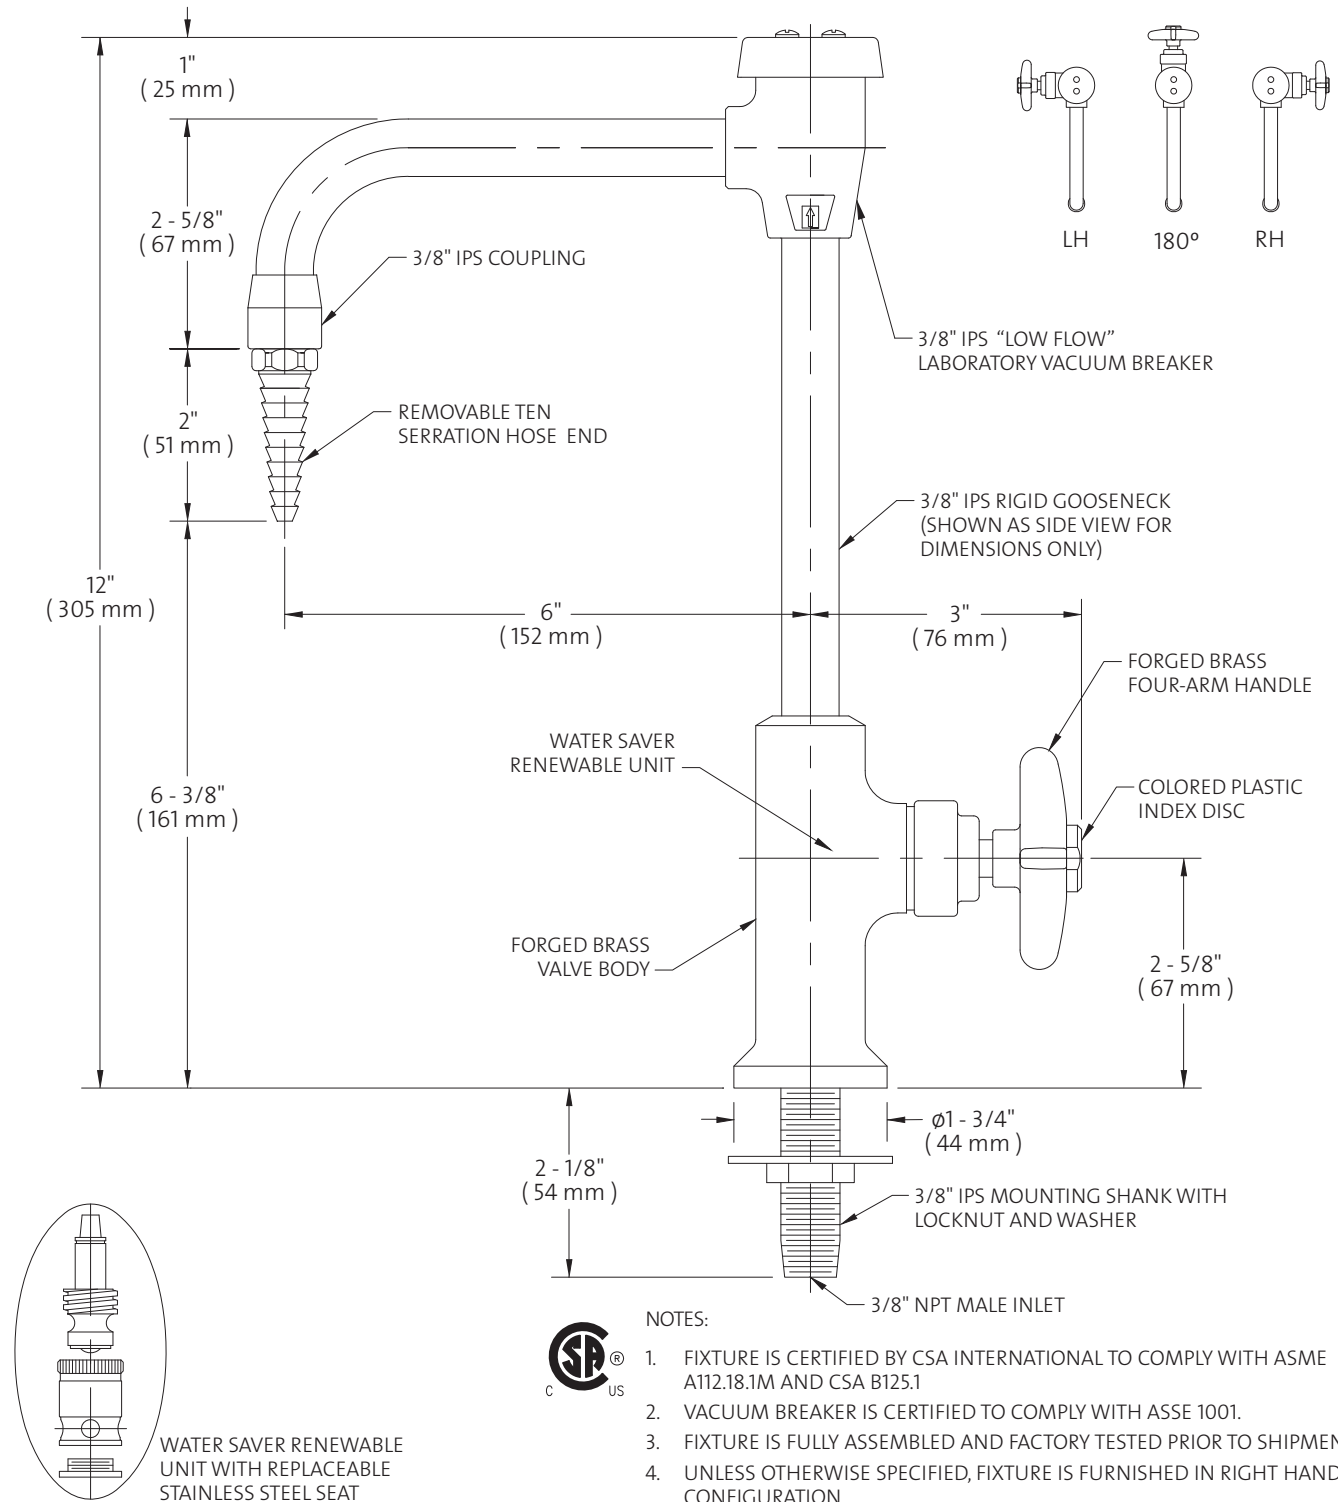 1"
( 25 mm )
2 - 5/8"
( 67 mm )
3/8" IPS COUPLING
LH
180º
RH
3/8" IPS “LOW FLOW”
LABORATORY VACUUM BREAKER
2"
( 51 mm )
REMOVABLE TEN
SERRATION HOSE END
3/8" IPS RIGID GOOSENECK
(SHOWN AS SIDE VIEW FOR
DIMENSIONS ONLY)
12"
( 305 mm )
6"
( 152 mm )
3"
( 76 mm )
FORGED BRASS
FOUR-ARM HANDLE
WATER SAVER
RENEWABLE UNIT
6 - 3/8"
( 161 mm )
COLORED PLASTIC
INDEX DISC
FORGED BRASS
VALVE BODY
2 - 5/8"
( 67 mm )
ø1 - 3/4"
( 44 mm )
2 - 1/8"
( 54 mm )
3/8" IPS MOUNTING SHANK WITH
LOCKNUT AND WASHER
3/8" NPT MALE INLET
NOTES:
CSA ®
C US
1. FIXTURE IS CERTIFIED BY CSA INTERNATIONAL TO COMPLY WITH ASME
A112.18.1M AND CSA B125.1
2. VACUUM BREAKER IS CERTIFIED TO COMPLY WITH ASSE 1001.
3. FIXTURE IS FULLY ASSEMBLED AND FACTORY TESTED PRIOR TO SHIPMEN
4. UNLESS OTHERWISE SPECIFIED, FIXTURE IS FURNISHED IN RIGHT HAND
CONFIGURATION
WATER SAVER RENEWABLE
UNIT WITH REPLACEABLE
STAINLESS STEEL SEAT